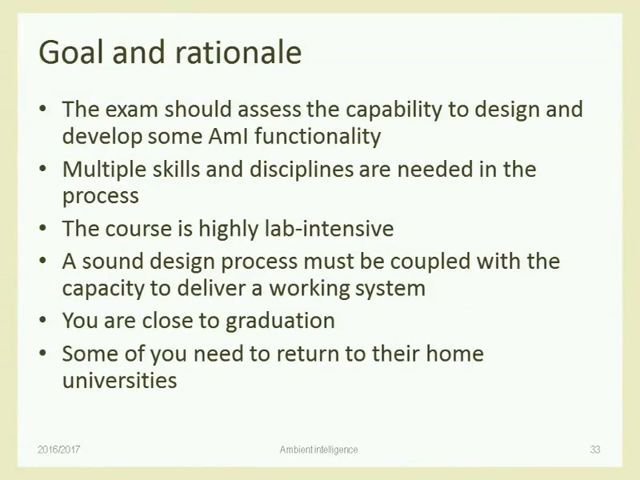 Goal and rationale
• The exam should assess the capability to design and
develop some AmI functionality
• Multiple skills and disciplines are needed in the
process
• The course is highly lab-intensive
• A sound design process must be coupled with the
capacity to deliver a working system
• You are close to graduation
• Some of you need to return to their home
universities
2016/2017
Ambient intelligence
33